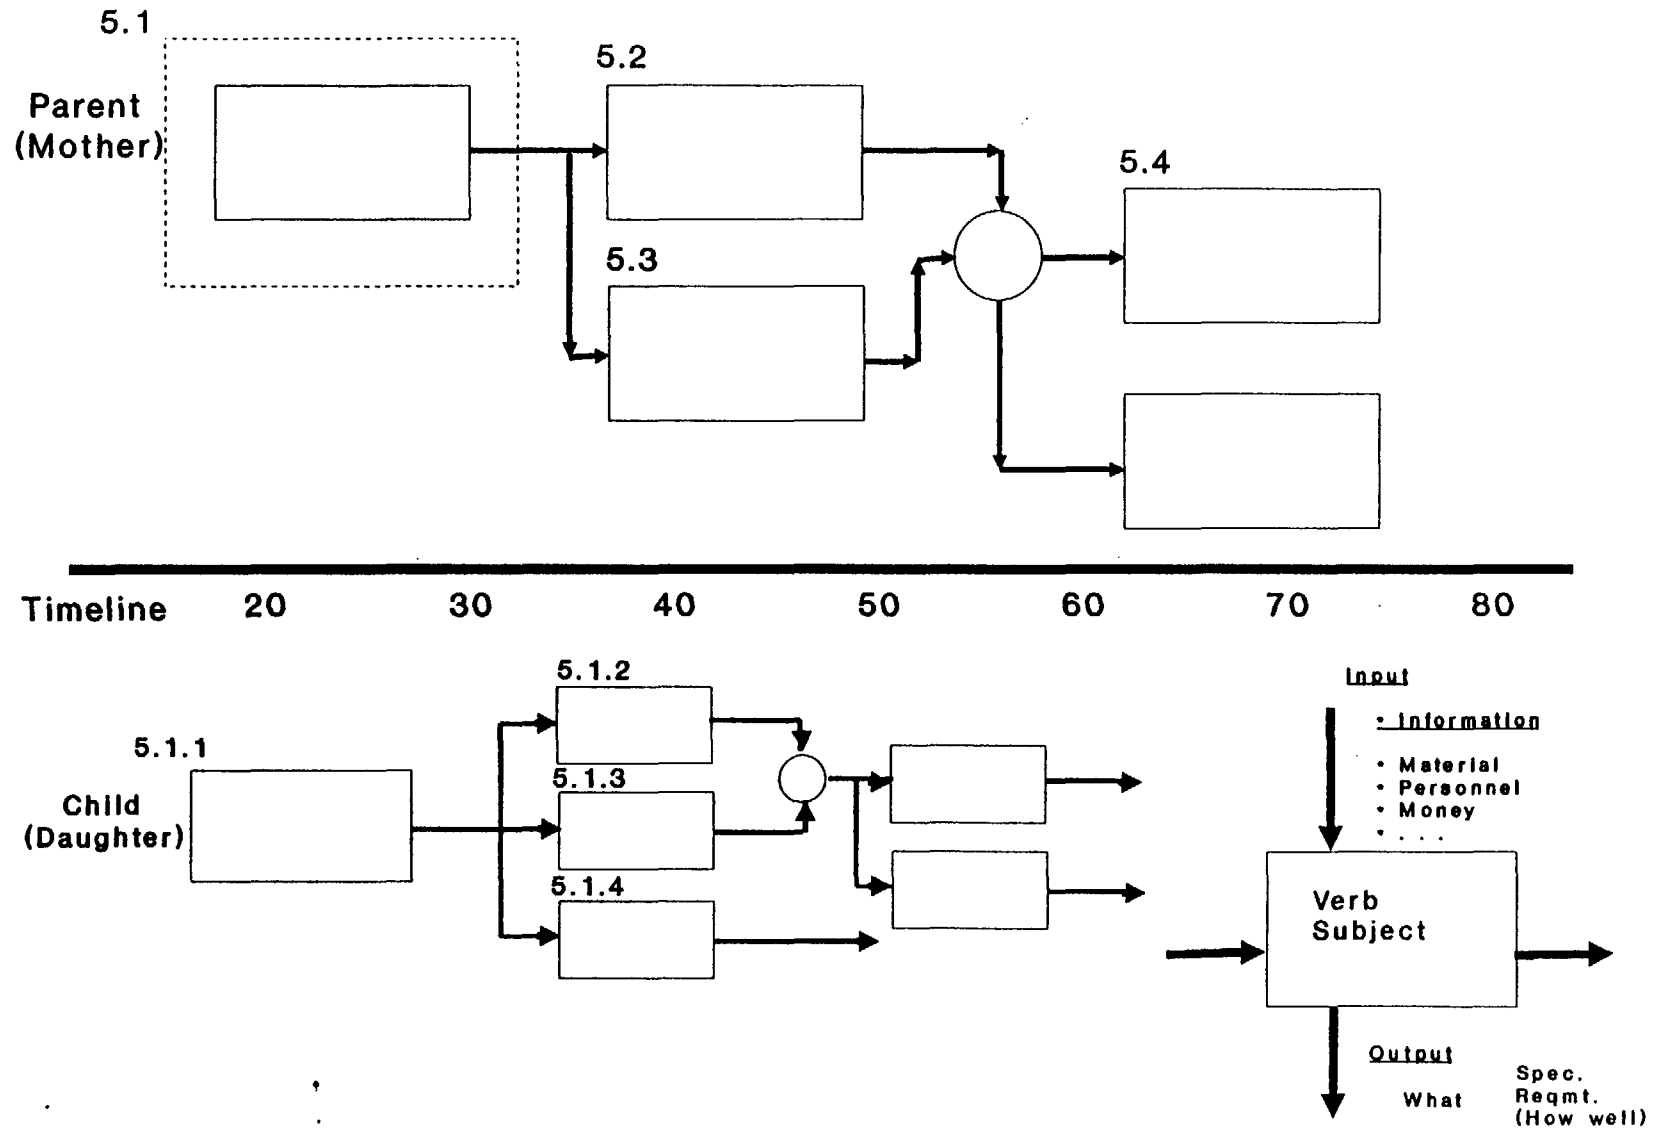 5.1
5.2
Parent
(Mother)
5.4
5.3
Timeline 20 30 40 50 60 70 80
5.1.2
Input
• Information
5.1.1
• Material
5.1.3
• Personnel
Child
• Money
(Daughter)
• . . .
5.1.4
Verb
Subject
Output
Spec.
What Reqmt.
(How well)